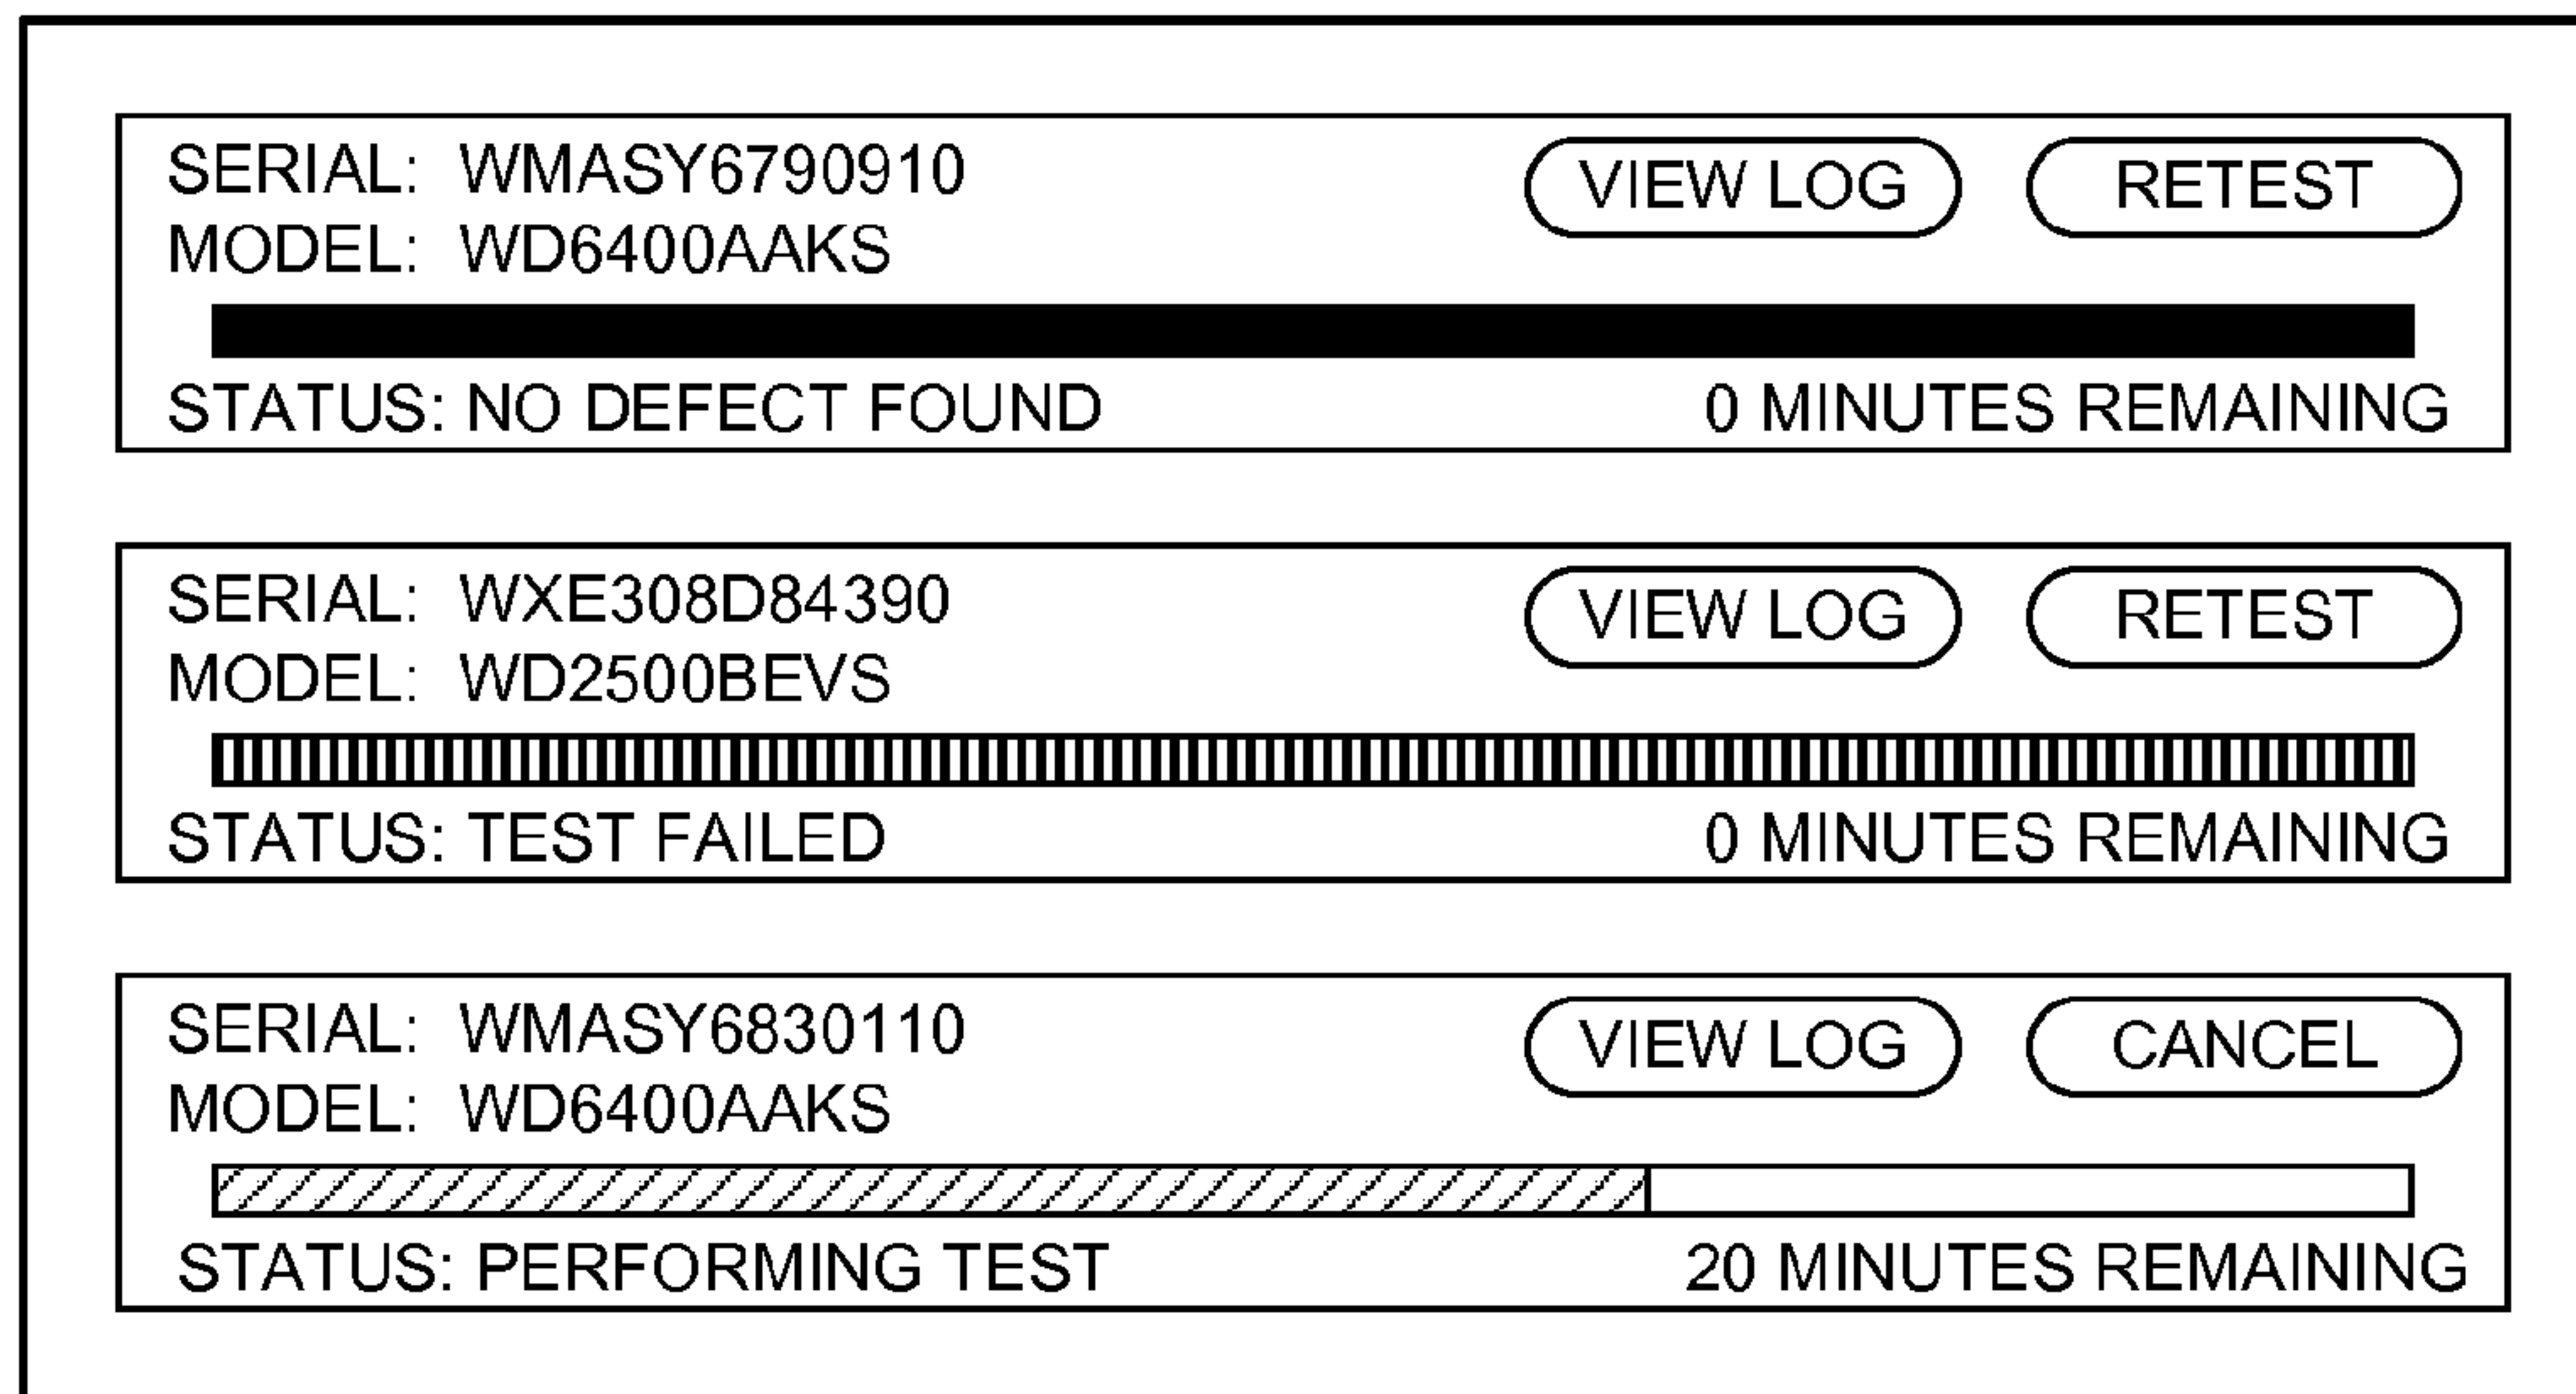 SERIAL: WMASY6790910
VIEW LOG
RETEST
MODEL: WD6400AAKS
STATUS: NO DEFECT FOUND
0 MINUTES REMAINING
SERIAL: WXE308D84390
VIEW LOG
RETEST
MODEL: WD2500BEVS
STATUS: TEST FAILED
0 MINUTES REMAINING
SERIAL: WMASY6830110
VIEW LOG
CANCEL
MODEL: WD6400AAKS
STATUS: PERFORMING TEST
20 MINUTES REMAINING